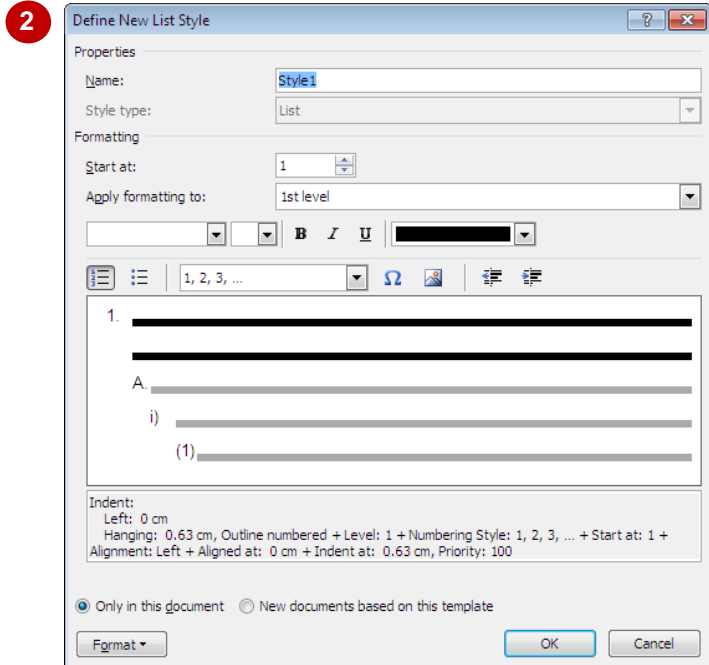 2
Define New List Style
Properties
Name: Style1
Style type: List
Formatting
Start at: 1
Apply formatting to: 1st level
B I U
1, 2, 3, ... Ω
1.
A.
i)
(1)
Indent:
Left: 0 cm
Hanging: 0.63 cm, Outline numbered + Level: 1 + Numbering Style: 1, 2, 3, ... + Start at: 1 +
Alignment: Left + Aligned at: 0 cm + Indent at: 0.63 cm, Priority: 100
Only in this document New documents based on this template
Format OK Cancel